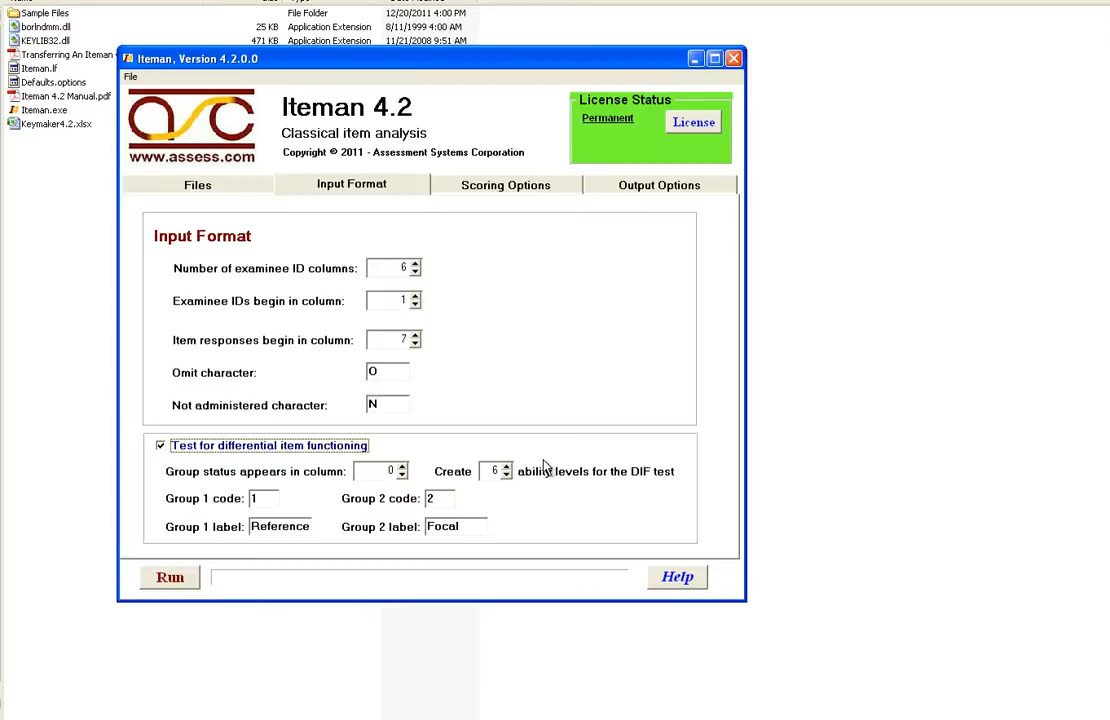 Sample Files File Folder 12/20/2011 4:00 PM
borlndmm.dll 25 KB Application Extension 8/11/1999 4:00 AM
KEYLIB32.dll 471 KB Application Extension 11/21/2008 9:51 AM
Transferring An Iteman
Iteman.lf
Defaults.options
Iteman 4.2 Manual.pdf
Iteman.exe
Keymaker4.2.xlsx
Iteman, Version 4.2.0.0
File
asc
www.assess.com
Iteman 4.2
Classical item analysis
Copyright © 2011 - Assessment Systems Corporation
License Status
Permanent
License
Files Input Format Scoring Options Output Options
Input Format
Number of examinee ID columns: 6
Examinee IDs begin in column: 1
Item responses begin in column: 7
Omit character: O
Not administered character: N
Test for differential item functioning
Group status appears in column: 0 Create 6 ability levels for the DIF test
Group 1 code: 1 Group 2 code: 2
Group 1 label: Reference Group 2 label: Focal
Run Help